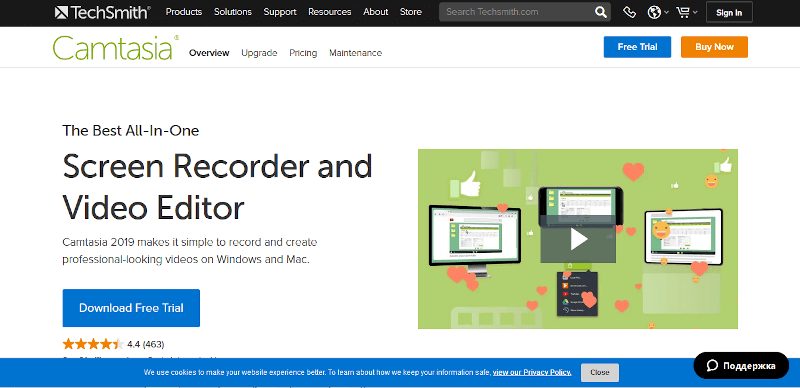 TechSmith®
Products Solutions Support Resources About Store
Search Techsmith.com
Sign In
Camtasia®
Overview Upgrade Pricing Maintenance
Free Trial
Buy Now
The Best All-In-One
Screen Recorder and
Video Editor
Camtasia 2019 makes it simple to record and create
professional-looking videos on Windows and Mac.
Download Free Trial
4.4 (463)
We use cookies to make your website experience better. To learn about how we keep your information safe, view our Privacy Policy.
Close
Поддержка